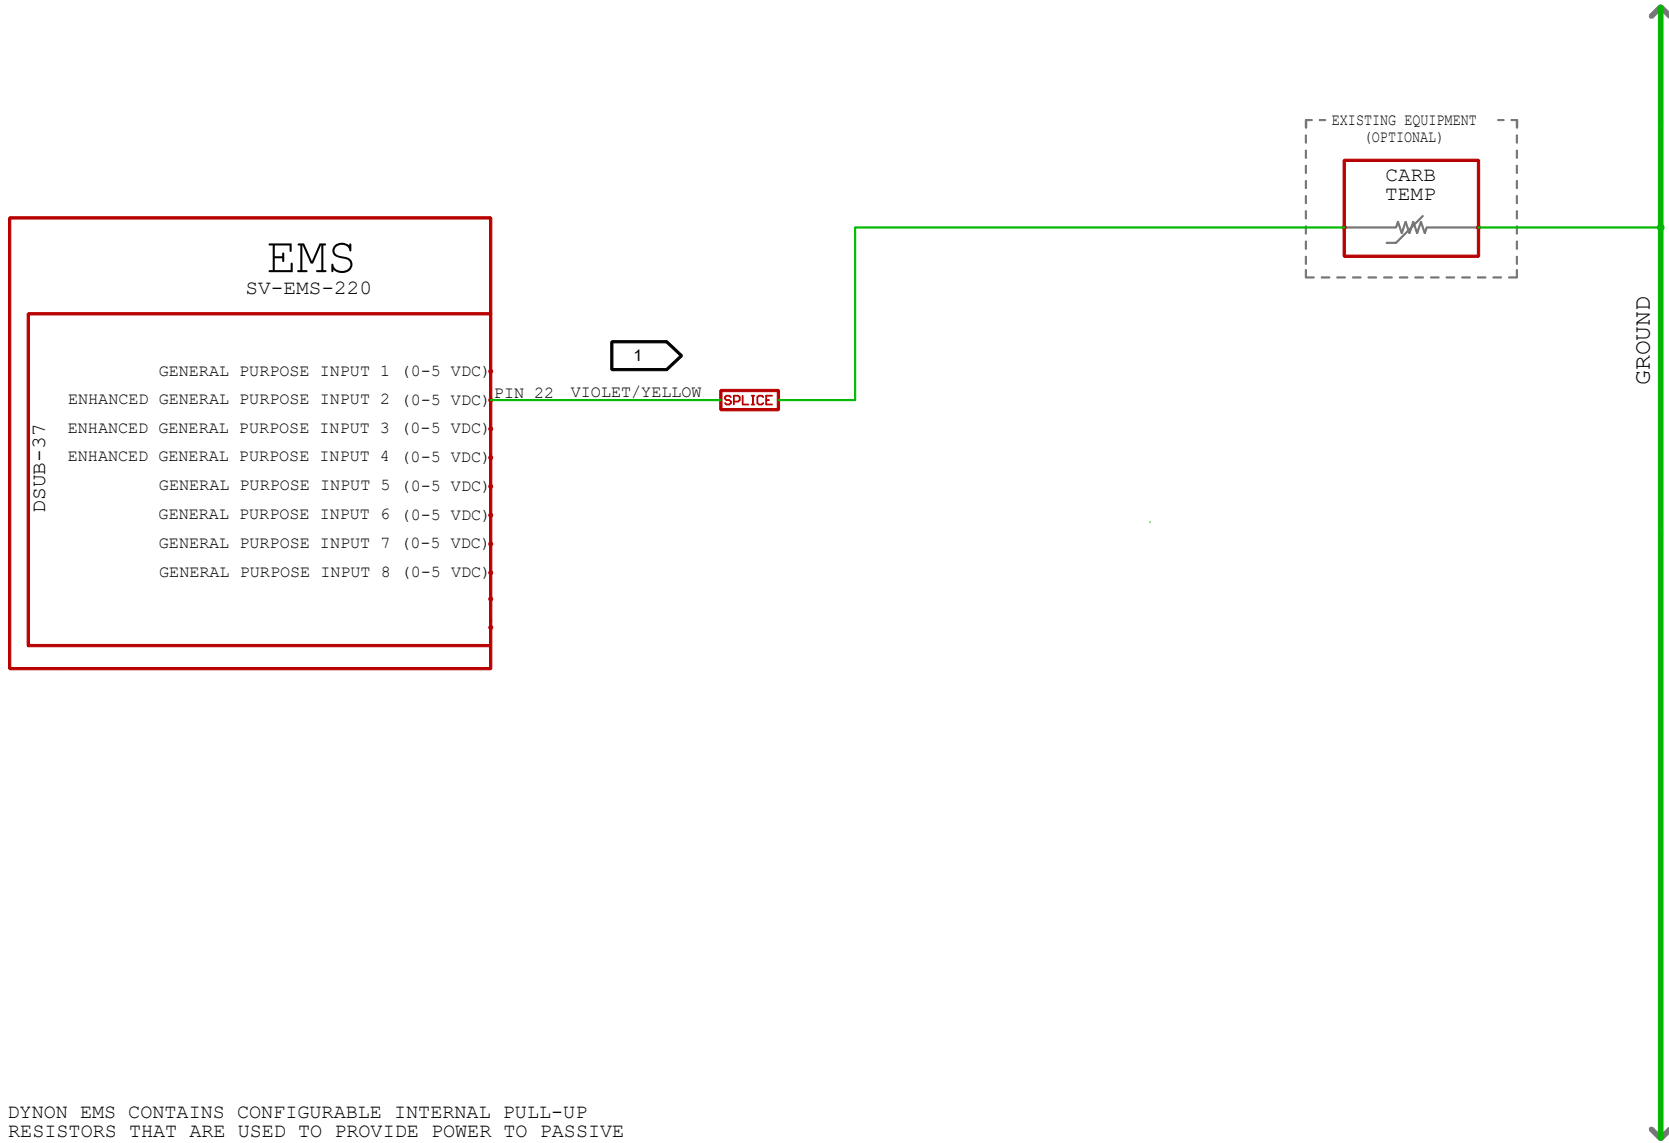 EXISTING EQUIPMENT
(OPTIONAL)
CARB
TEMP
EMS
SV-EMS-220
GROUND
1
GENERAL PURPOSE INPUT 1 (0-5 VDC)
PIN 22 VIOLET/YELLOW
ENHANCED GENERAL PURPOSE INPUT 2 (0-5 VDC)
SPLICE
ENHANCED GENERAL PURPOSE INPUT 3 (0-5 VDC)
ENHANCED GENERAL PURPOSE INPUT 4 (0-5 VDC)
DSUB-37
GENERAL PURPOSE INPUT 5 (0-5 VDC)
GENERAL PURPOSE INPUT 6 (0-5 VDC)
GENERAL PURPOSE INPUT 7 (0-5 VDC)
GENERAL PURPOSE INPUT 8 (0-5 VDC)
DYNON EMS CONTAINS CONFIGURABLE INTERNAL PULL-UP
RESISTORS THAT ARE USED TO PROVIDE POWER TO PASSIVE